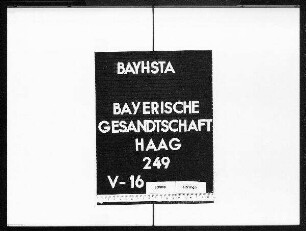 BAYHSTA
BAYERISCHE
GESANDTSCHAFT
HAAG
249
V-16